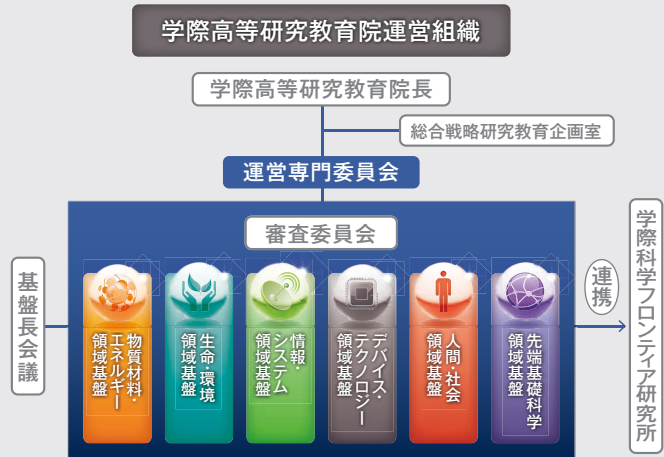 学際高等研究教育院運営組織
学際高等研究教育院長
総合戦略研究教育企画室
運営専門委員会
審査委員会
基盤長会議
物質材料・
エネルギー
領域基盤
生命・環境
領域基盤
情報・
システム
領域基盤
デバイス・
テクノロジー
領域基盤
人間・社会
領域基盤
先端基礎科学
領域基盤
連携
学際科学フロンティア研究所